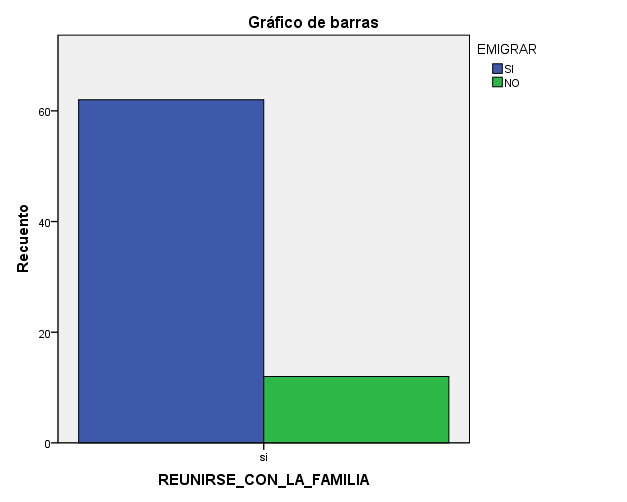 Gráfico de barras
EMIGRAR
SI
NO
Recuento
60
40
20
0
si
REUNIRSE_CON_LA_FAMILIA